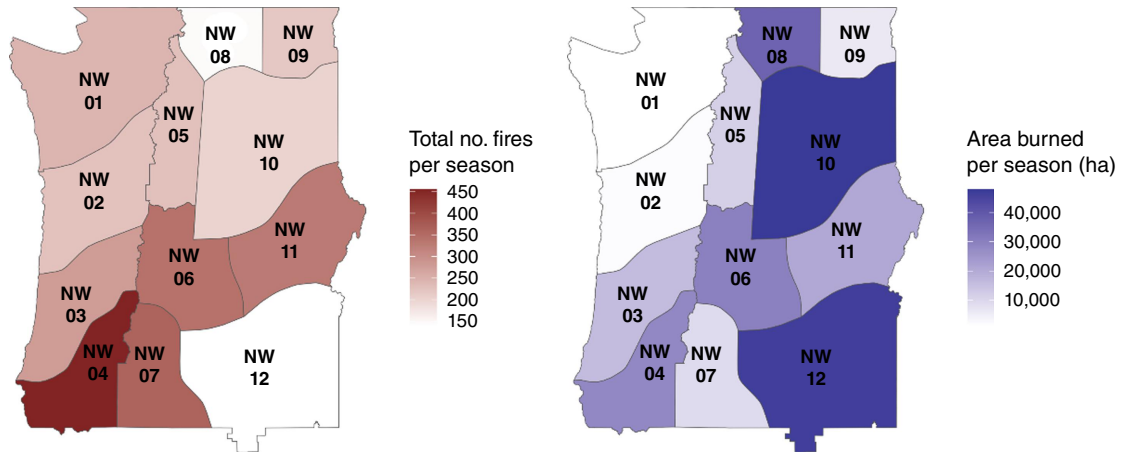 NW
08
NW
09
NW
01
NW
05
NW
10
NW
02
NW
11
NW
06
NW
03
NW
04
NW
07
NW
12
Total no. fires
per season
450
400
350
300
250
200
150
NW
08
NW
09
NW
01
NW
05
NW
10
NW
02
NW
11
NW
06
NW
03
NW
04
NW
07
NW
12
Area burned
per season (ha)
40,000
30,000
20,000
10,000